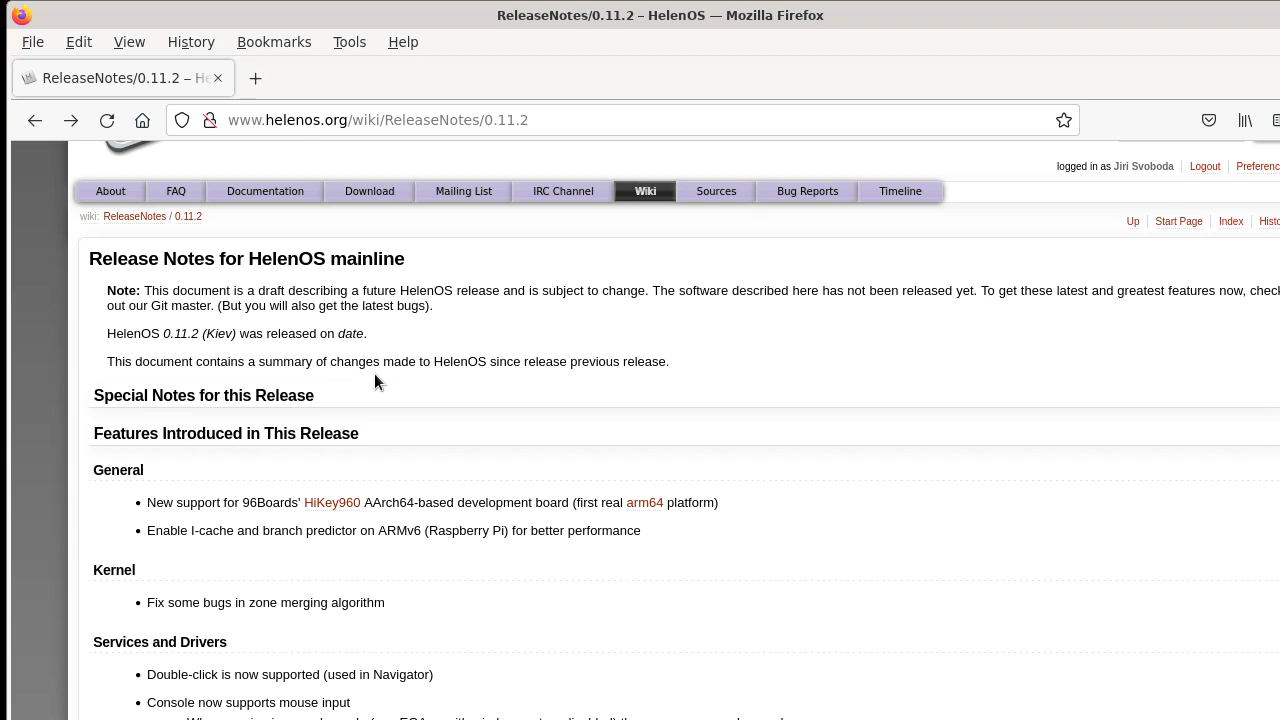 ReleaseNotes/0.11.2 – HelenOS — Mozilla Firefox
File Edit View History Bookmarks Tools Help
ReleaseNotes/0.11.2 – He
www.helenos.org/wiki/ReleaseNotes/0.11.2
logged in as Jiri Svoboda Logout Preferenc
About FAQ Documentation Download Mailing List IRC Channel Wiki Sources Bug Reports Timeline
wiki: ReleaseNotes / 0.11.2
Up Start Page Index Histo
Release Notes for HelenOS mainline
Note: This document is a draft describing a future HelenOS release and is subject to change. The software described here has not been released yet. To get these latest and greatest features now, check
out our Git master. (But you will also get the latest bugs).
HelenOS 0.11.2 (Kiev) was released on date.
This document contains a summary of changes made to HelenOS since release previous release.
Special Notes for this Release
Features Introduced in This Release
General
• New support for 96Boards' HiKey960 AArch64-based development board (first real arm64 platform)
• Enable I-cache and branch predictor on ARMv6 (Raspberry Pi) for better performance
Kernel
• Fix some bugs in zone merging algorithm
Services and Drivers
• Double-click is now supported (used in Navigator)
• Console now supports mouse input